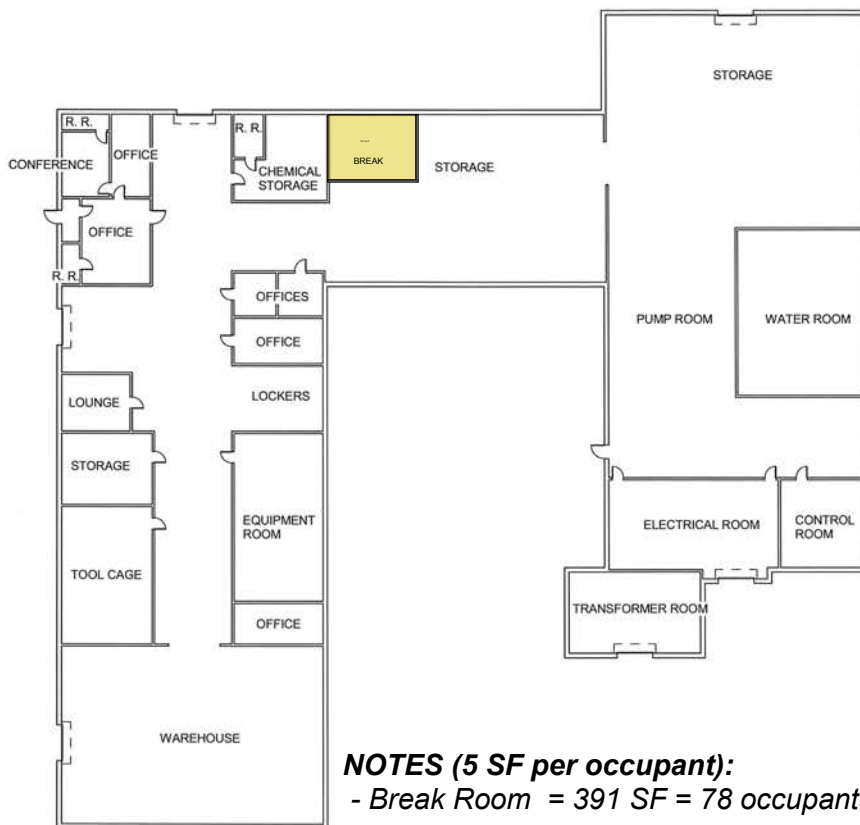 STORAGE
R. R.
OFFICE
CONFERENCE
R. R.
CHEMICAL
STORAGE
BREAK
STORAGE
OFFICE
R. R.
OFFICES
OFFICE
PUMP ROOM
WATER ROOM
LOUNGE
LOCKERS
STORAGE
EQUIPMENT
ROOM
ELECTRICAL ROOM
CONTROL
ROOM
TOOL CAGE
TRANSFORMER ROOM
OFFICE
WAREHOUSE
NOTES (5 SF per occupant):
- Break Room = 391 SF = 78 occupants